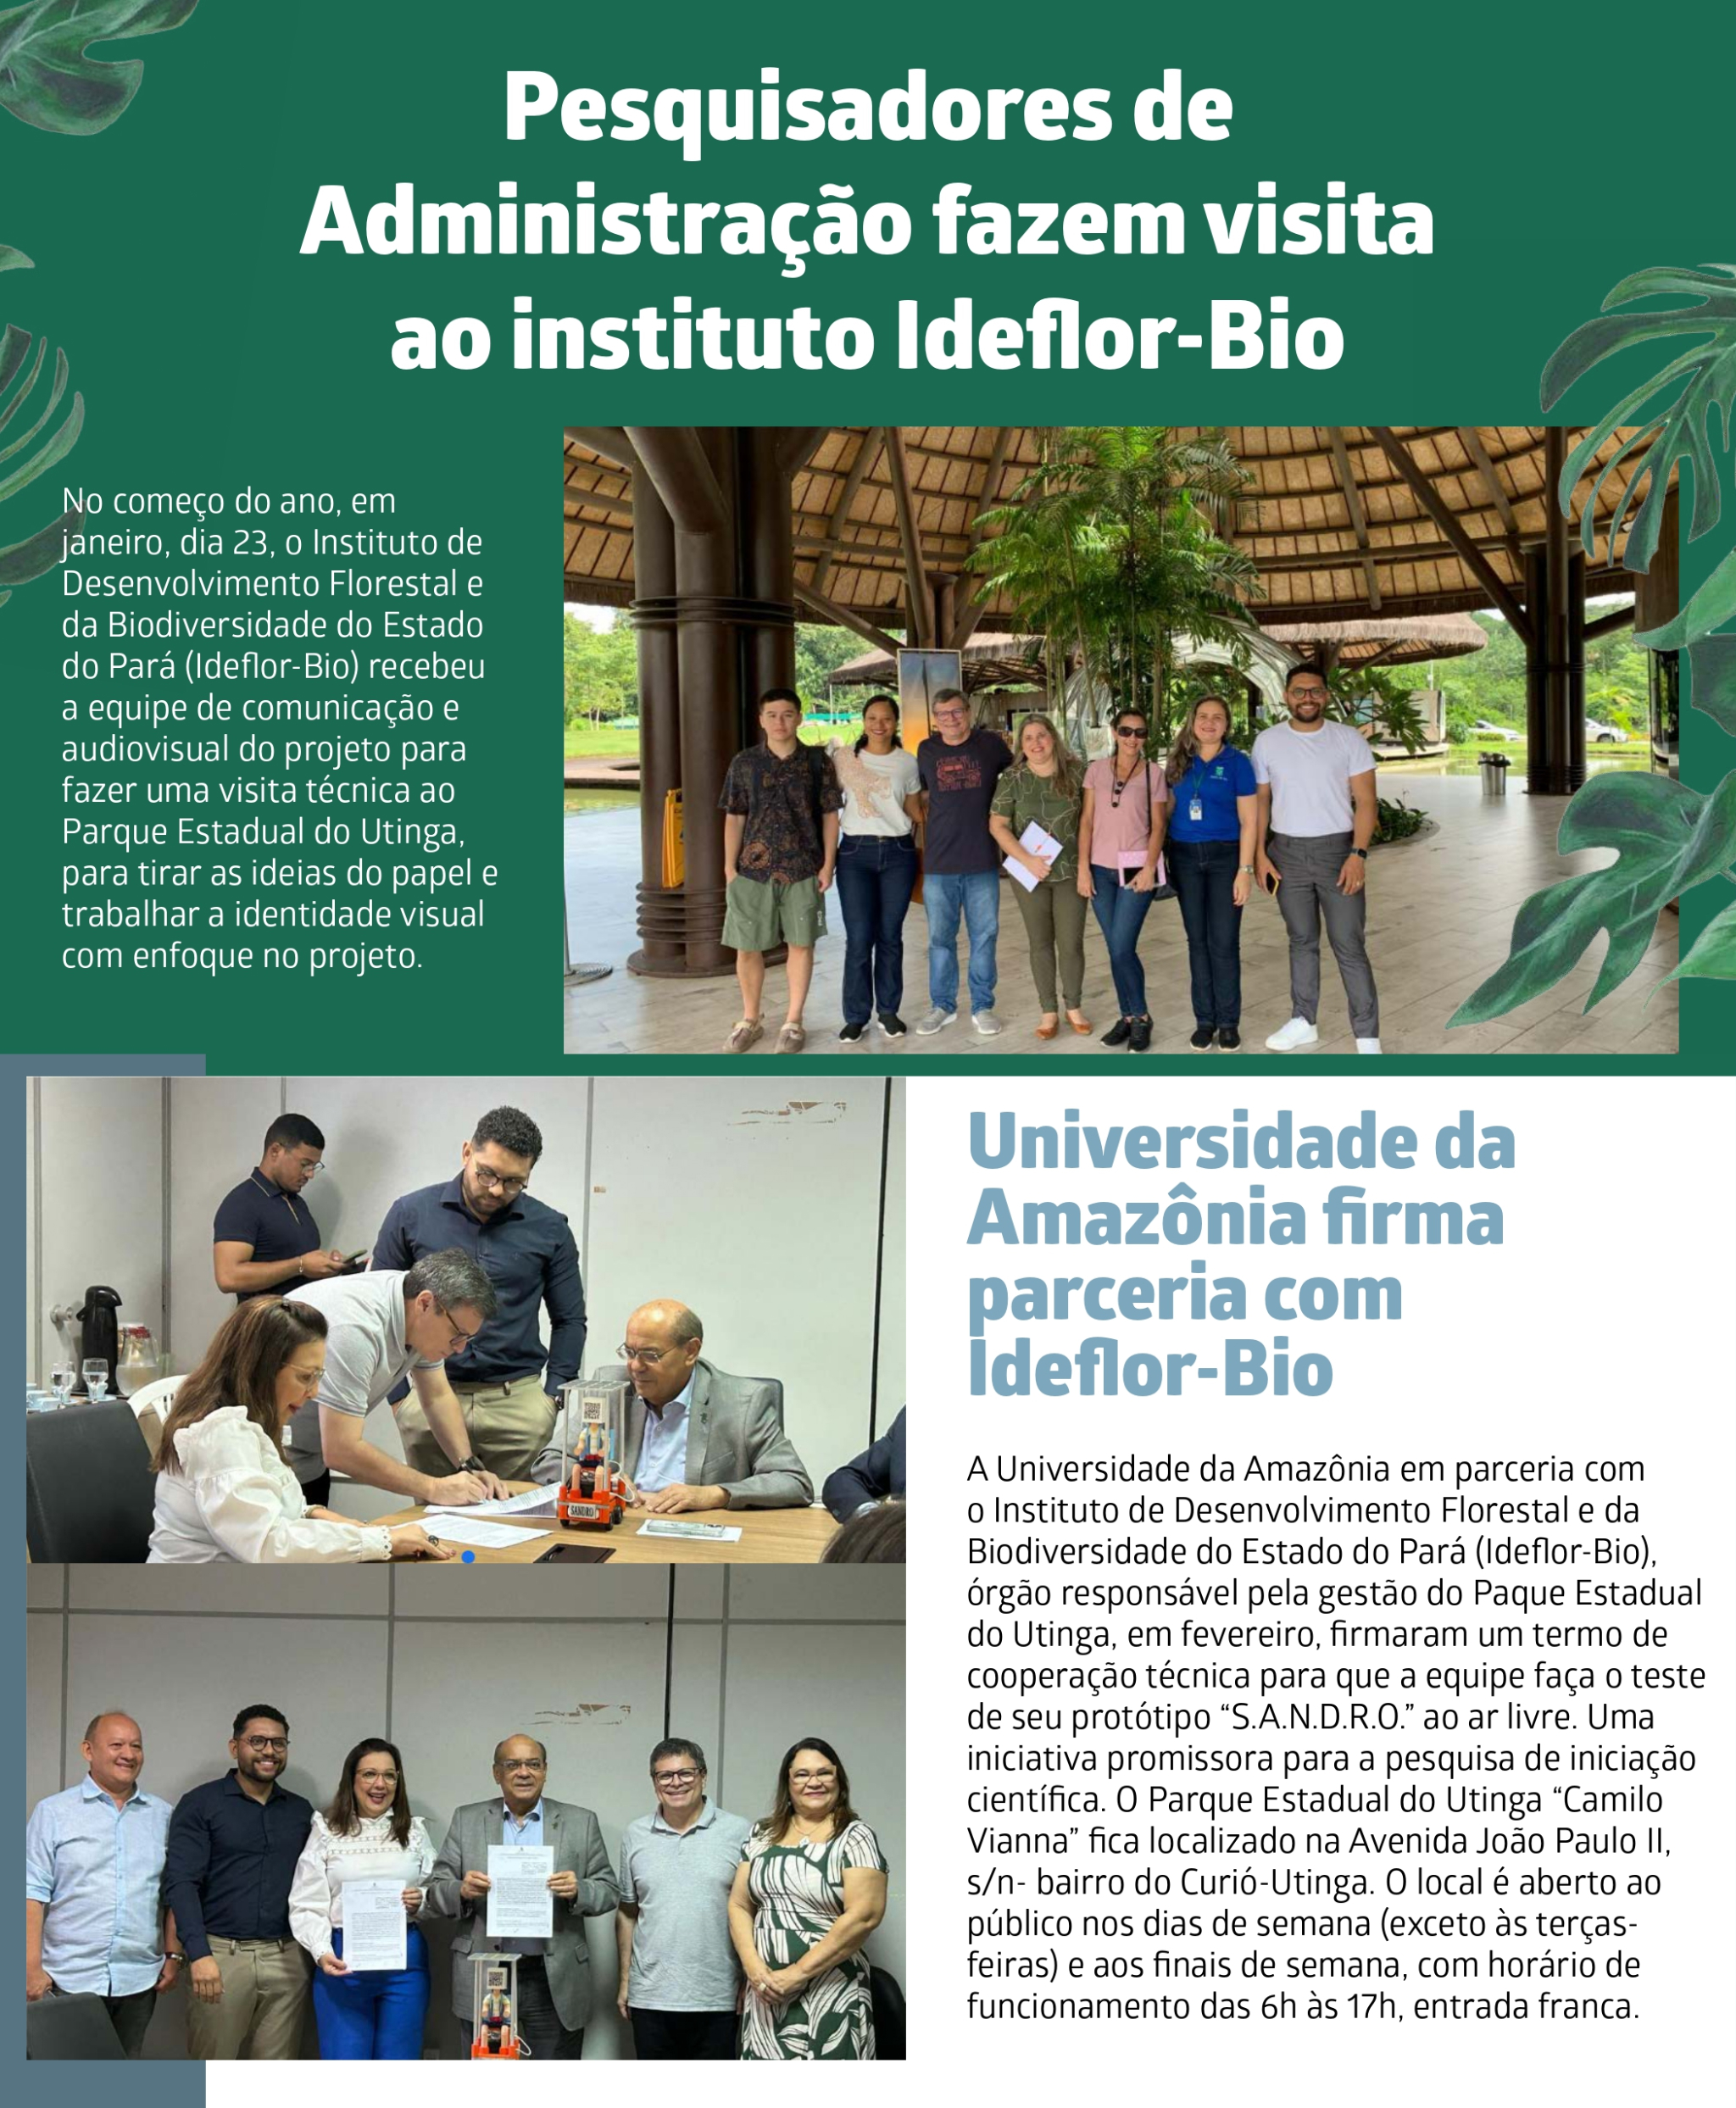 Pesquisadores de
Administração fazem visita
ao instituto Ideflor-Bio
No começo do ano, em
janeiro, dia 23, o Instituto de
Desenvolvimento Florestal e
da Biodiversidade do Estado
do Pará (Ideflor-Bio) recebeu
a equipe de comunicação e
audiovisual do projeto para
fazer uma visita técnica ao
Parque Estadual do Utinga,
para tirar as ideias do papel e
trabalhar a identidade visual
com enfoque no projeto.
SANDRO
Universidade da
Amazônia firma
parceria com
Ideflor-Bio
A Universidade da Amazônia em parceria com
o Instituto de Desenvolvimento Florestal e da
Biodiversidade do Estado do Pará (Ideflor-Bio),
órgão responsável pela gestão do Paque Estadual
do Utinga, em fevereiro, firmaram um termo de
cooperação técnica para que a equipe faça o teste
de seu protótipo “S.A.N.D.R.O.” ao ar livre. Uma
iniciativa promissora para a pesquisa de iniciação
científica. O Parque Estadual do Utinga “Camilo
Vianna” fica localizado na Avenida João Paulo II,
s/n- bairro do Curió-Utinga. O local é aberto ao
público nos dias de semana (exceto às terças-
feiras) e aos finais de semana, com horário de
funcionamento das 6h às 17h, entrada franca.